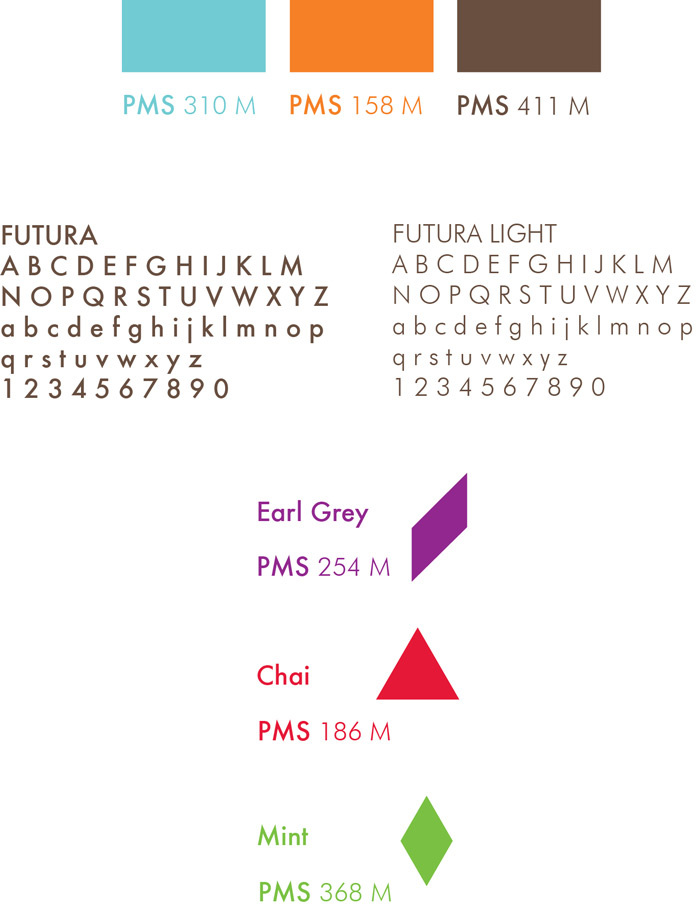 PMS 310 M
PMS 158 M
PMS 411 M
FUTURA
A B C D E F G H I J K L M
N O P Q R S T U V W X Y Z
a b c d e f g h i j k l m n o p
q r s t u v w x y z
1 2 3 4 5 6 7 8 9 0
FUTURA LIGHT
A B C D E F G H I J K L M
N O P Q R S T U V W X Y Z
a b c d e f g h i j k l m n o p
q r s t u v w x y z
1 2 3 4 5 6 7 8 9 0
Earl Grey
PMS 254 M
Chai
PMS 186 M
Mint
PMS 368 M